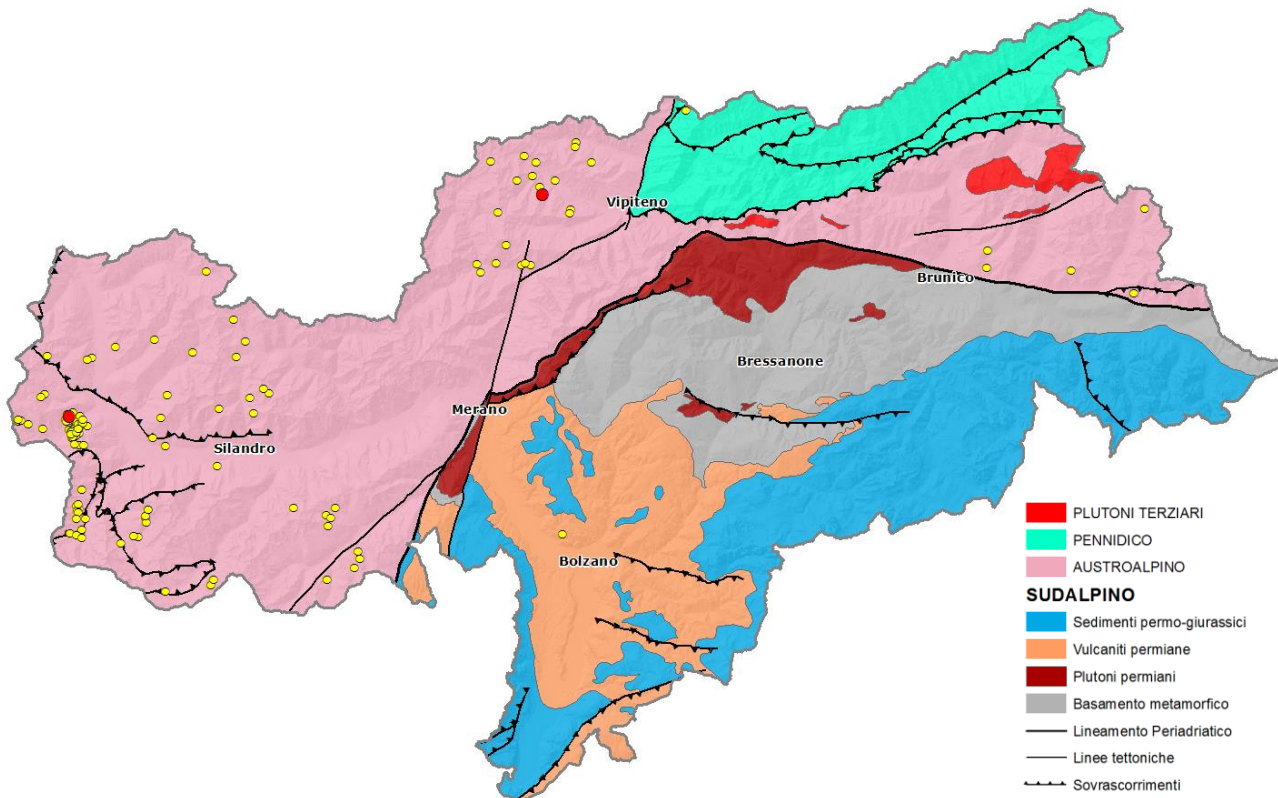 Vipiteno
Brunico
Bressanone
Merano
Silandro
Bolzano
PLUTONI TERZIARI
PENNIDICO
AUSTROALPINO
SUDALPINO
Sedimenti permo-giurassici
Vulcaniti permiane
Plutoni permiani
Basamento metamorfico
Lineamento Periadriatico
Linee tettoniche
Sovrascorrimenti